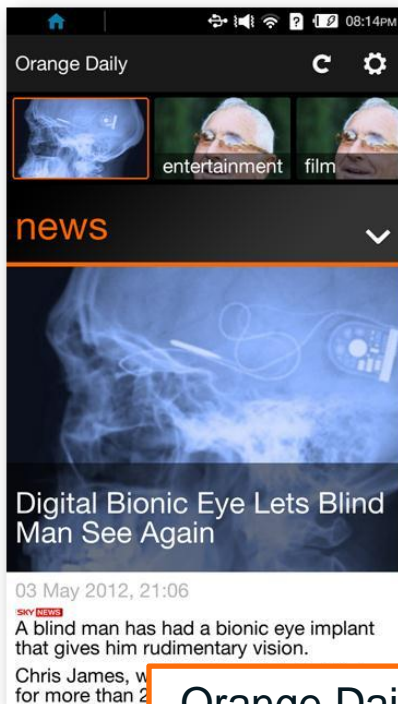 08:14PM
Orange Daily
entertainment
film
news
Digital Bionic Eye Lets Blind
Man See Again
03 May 2012, 21:06
SKY NEWS
A blind man has had a bionic eye implant
that gives him rudimentary vision.
Chris James,
for more than
Orange